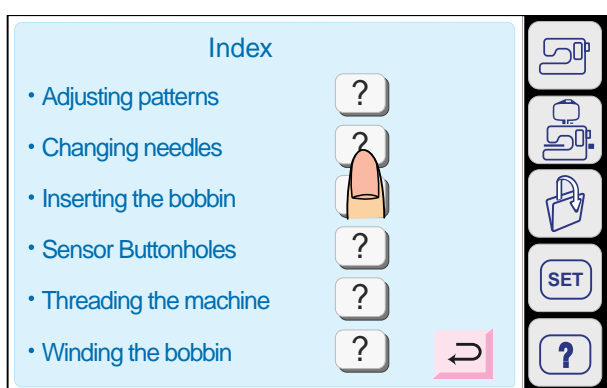 Index
· Adjusting patterns ?
· Changing needles ?
· Inserting the bobbin
· Sensor Buttonholes ?
· Threading the machine ?
· Winding the bobbin ?
SET
?